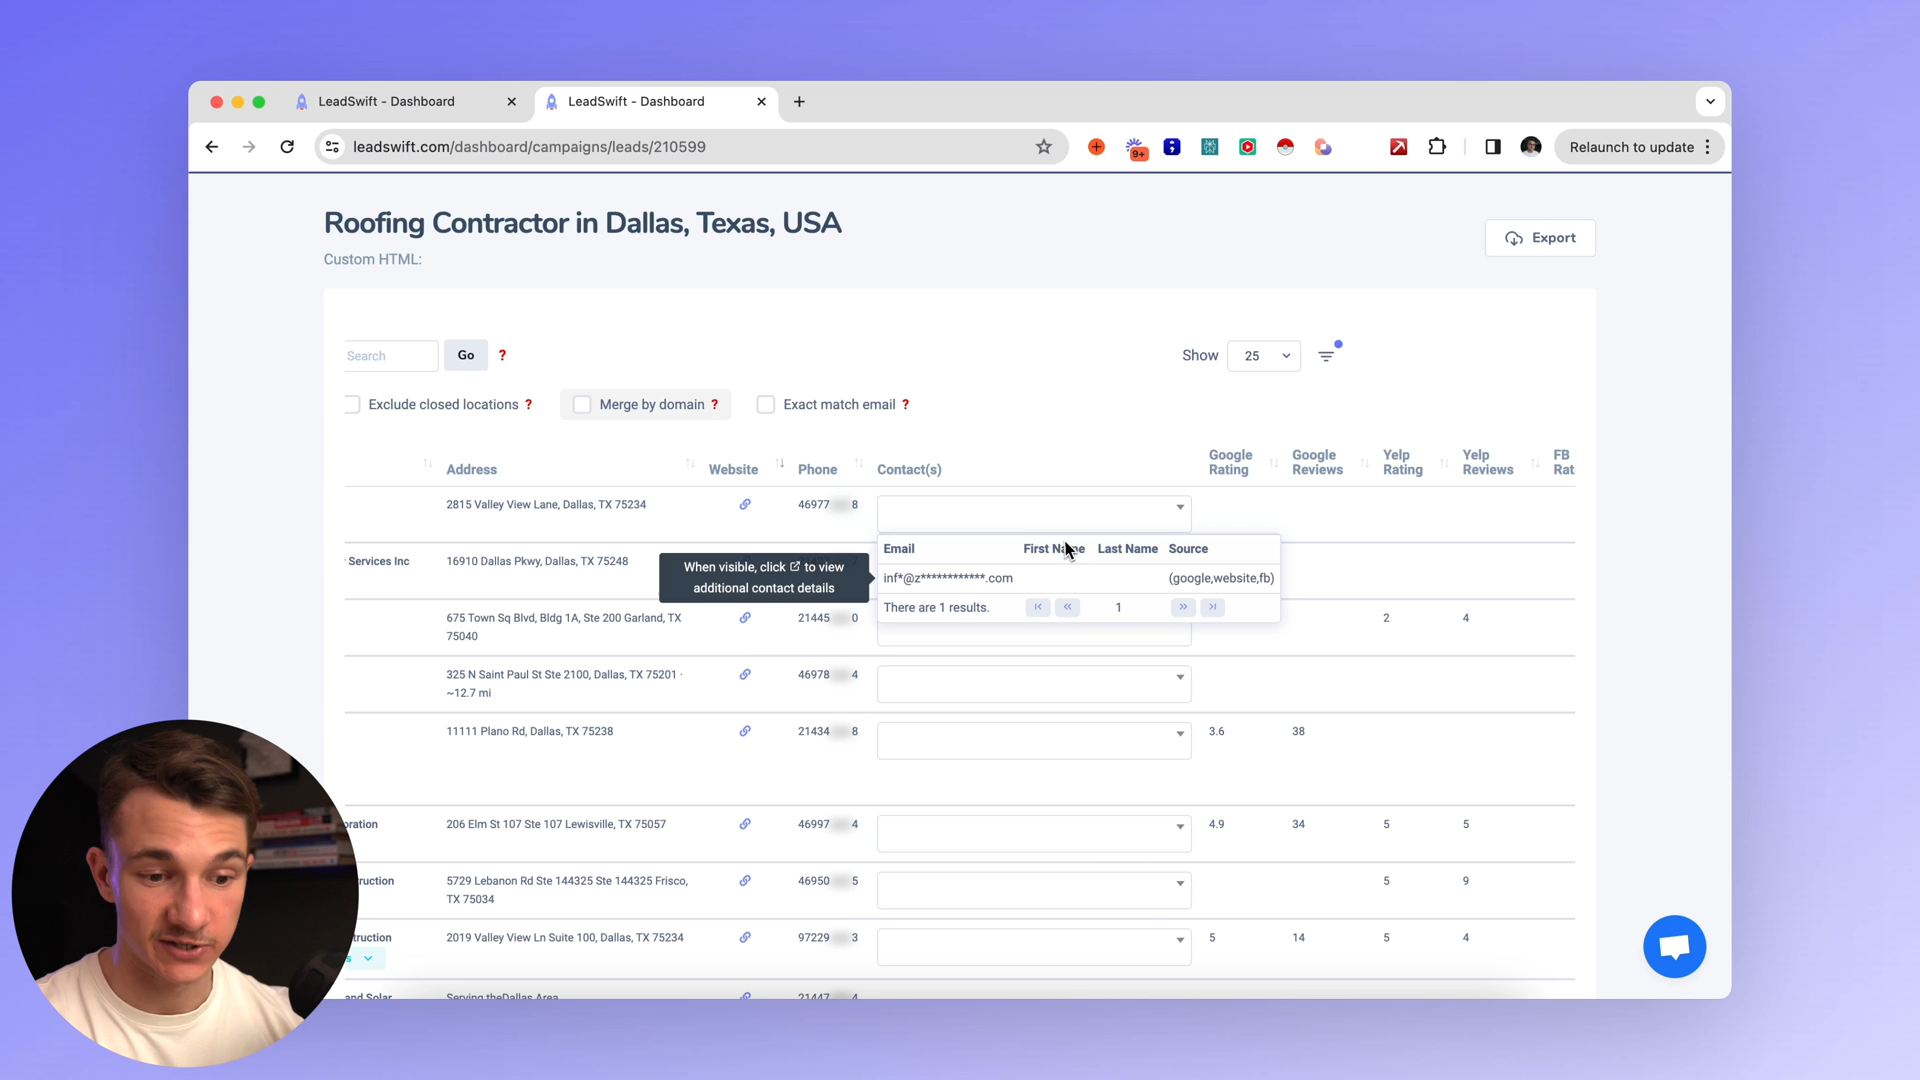 LeadSwift - Dashboard
LeadSwift - Dashboard
leadswift.com/dashboard/campaigns/leads/210599
9+
Relaunch to update
Roofing Contractor in Dallas, Texas, USA
Custom HTML:
Export
Search
Go
?
Show
25
Exclude closed locations ?
Merge by domain ?
Exact match email ?
Address
Website
Phone
Contact(s)
Google
Rating
Google
Reviews
Yelp
Rating
Yelp
Reviews
FB
Rat
2815 Valley View Lane, Dallas, TX 75234
46977 8
Email
First Name
Last Name
Source
Services Inc
16910 Dallas Pkwy, Dallas, TX 75248
When visible, click to view
additional contact details
inf*@z************.com
(google,website,fb)
There are 1 results.
1
675 Town Sq Blvd, Bldg 1A, Ste 200 Garland, TX
75040
21445 0
2
4
325 N Saint Paul St Ste 2100, Dallas, TX 75201 ·
~12.7 mi
46978 4
11111 Plano Rd, Dallas, TX 75238
21434 8
3.6
38
oration
206 Elm St 107 Ste 107 Lewisville, TX 75057
46997 4
4.9
34
5
5
ruction
5729 Lebanon Rd Ste 144325 Ste 144325 Frisco,
TX 75034
46950 5
5
9
truction
2019 Valley View Ln Suite 100, Dallas, TX 75234
97229 3
5
14
5
4
s
and Solar
Serving theDallas Area
21447 4